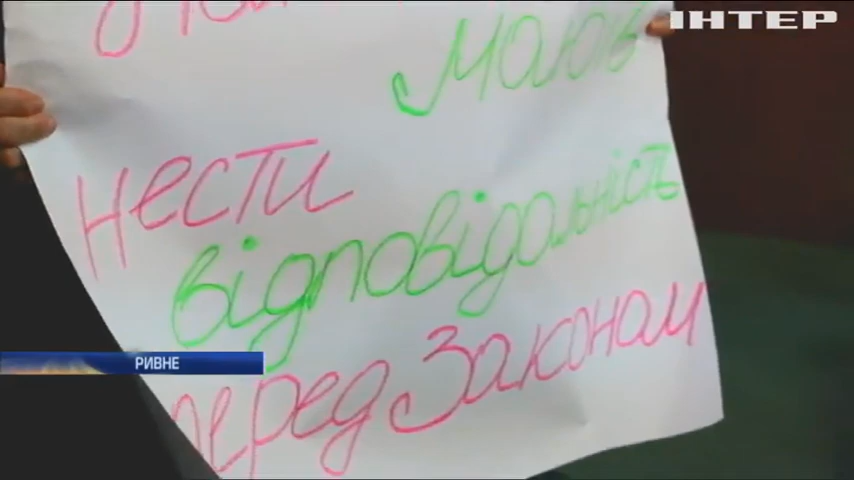 ІНТЕР
мають
нести
відповідальність
перед Законом
РИВНЕ